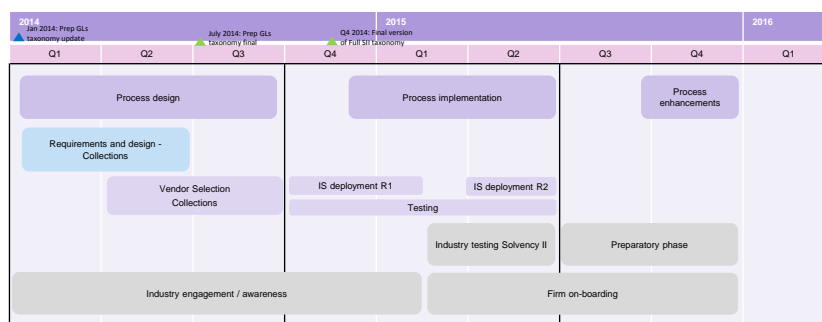 2014
2015
2016
Jan 2014: Prep GLs
taxonomy update
July 2014: Prep GLs
taxonomy final
Q4 2014: Final version
of Full SII taxonomy
Q1
Q2
Q3
Q4
Q1
Q2
Q3
Q4
Q1
Process design
Process implementation
Process
enhancements
Requirements and design -
Collections
Vendor Selection
Collections
IS deployment R1
IS deployment R2
Testing
Industry testing Solvency II
Preparatory phase
Industry engagement / awareness
Firm on-boarding